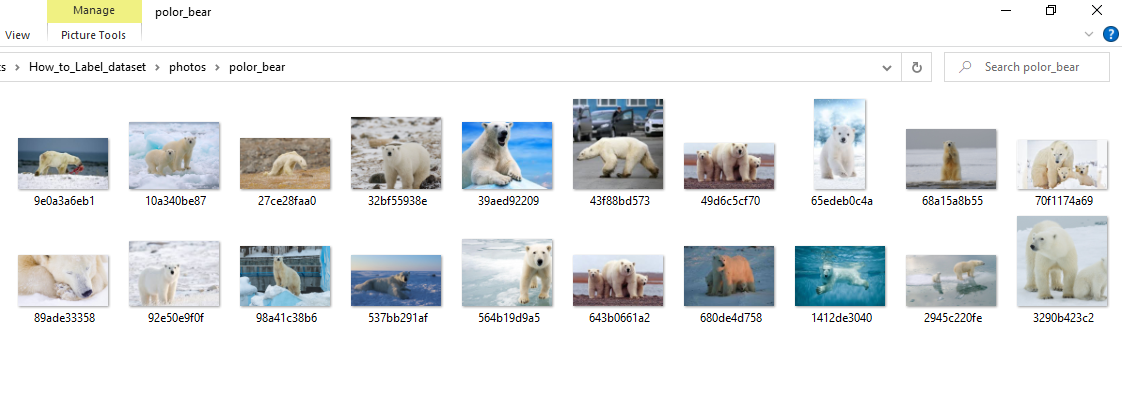 Manage
polor_bear
View
Picture Tools
ts › How_to_Label_dataset › photos › polor_bear
Search polor_bear
9e0a3a6eb1
10a340be87
27ce28faa0
32bf55938e
39aed92209
43f88bd573
49d6c5cf70
65edeb0c4a
68a15a8b55
70f1174a69
89ade33358
92e50e9f0f
98a41c38b6
537bb291af
564b19d9a5
643b0661a2
680de4d758
1412de3040
2945c220fe
3290b423c2